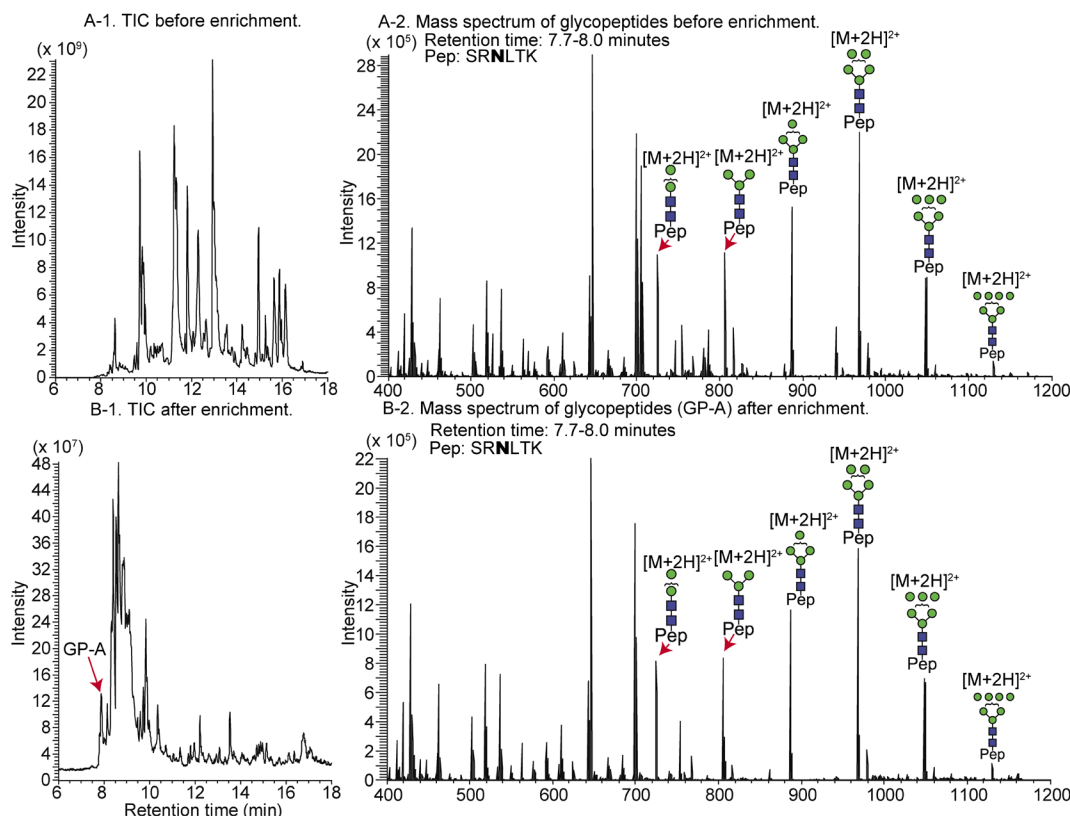 A-1. TIC before enrichment.
(x 10⁹)
22
20
18
16
14
12
10
8
6
4
2
0
Intensity
6 8 10 12 14 16 18
A-2. Mass spectrum of glycopeptides before enrichment.
(x 10⁵)
Retention time: 7.7-8.0 minutes
Pep: SRNLTK
28
24
20
16
12
8
4
0
Intensity
[M+2H]²⁺
Pep
[M+2H]²⁺
Pep
[M+2H]²⁺
Pep
[M+2H]²⁺
Pep
[M+2H]²⁺
Pep
[M+2H]²⁺
Pep
400 500 600 700 800 900 1000 1100 1200
B-1. TIC after enrichment.
(x 10⁷)
48
44
40
36
32
28
24
20
16
12
8
4
0
Intensity
GP-A
6 8 10 12 14 16 18
Retention time (min)
B-2. Mass spectrum of glycopeptides (GP-A) after enrichment.
(x 10⁵)
Retention time: 7.7-8.0 minutes
Pep: SRNLTK
22
20
18
16
14
12
10
8
6
4
2
0
Intensity
[M+2H]²⁺
Pep
[M+2H]²⁺
Pep
[M+2H]²⁺
Pep
[M+2H]²⁺
Pep
[M+2H]²⁺
Pep
[M+2H]²⁺
Pep
400 500 600 700 800 900 1000 1100 1200